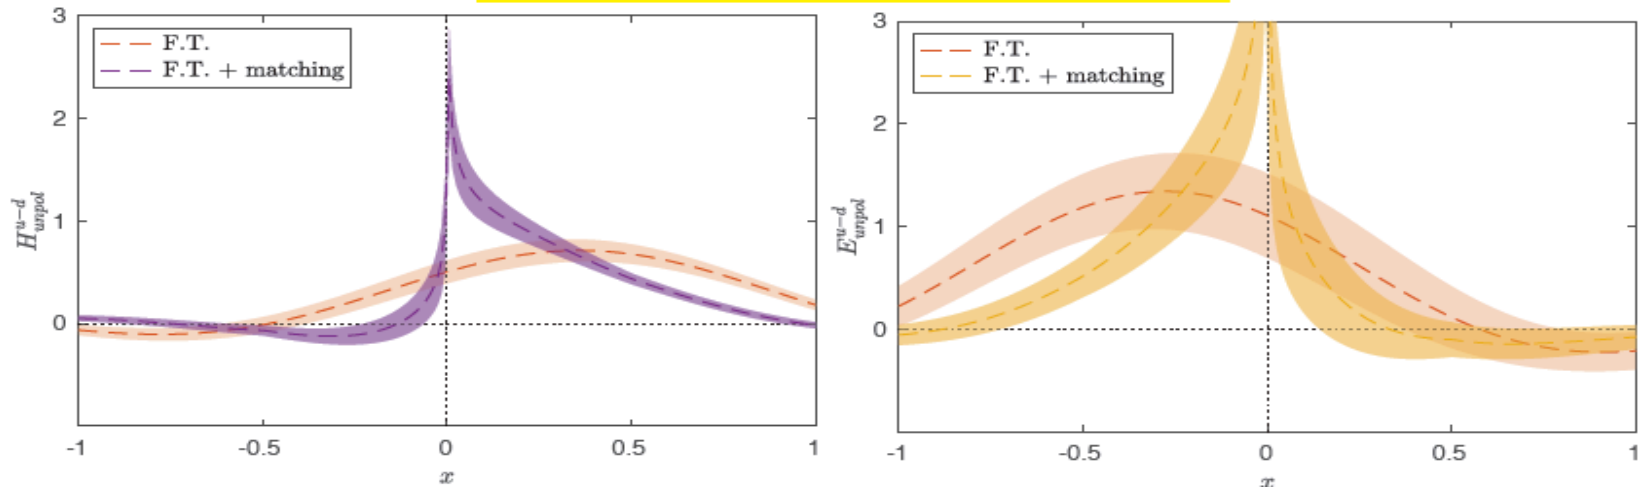 3
2
1
0
-1
-0.5
0
0.5
1
x
H^{u-d}_{unpol}
F.T.
F.T. + matching
3
2
1
0
-1
-0.5
0
0.5
1
x
E^{u-d}_{unpol}
F.T.
F.T. + matching